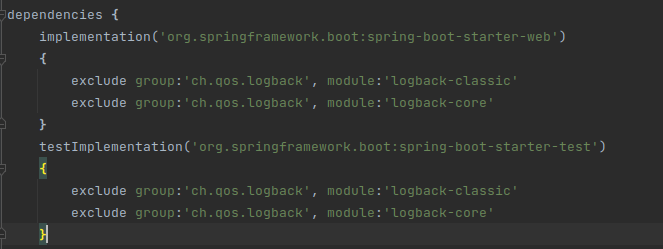 dependencies {
    implementation('org.springframework.boot:spring-boot-starter-web')
    {
        exclude group:'ch.qos.logback', module:'logback-classic'
        exclude group:'ch.qos.logback', module:'logback-core'
    }
    testImplementation('org.springframework.boot:spring-boot-starter-test')
    {
        exclude group:'ch.qos.logback', module:'logback-classic'
        exclude group:'ch.qos.logback', module:'logback-core'
    }